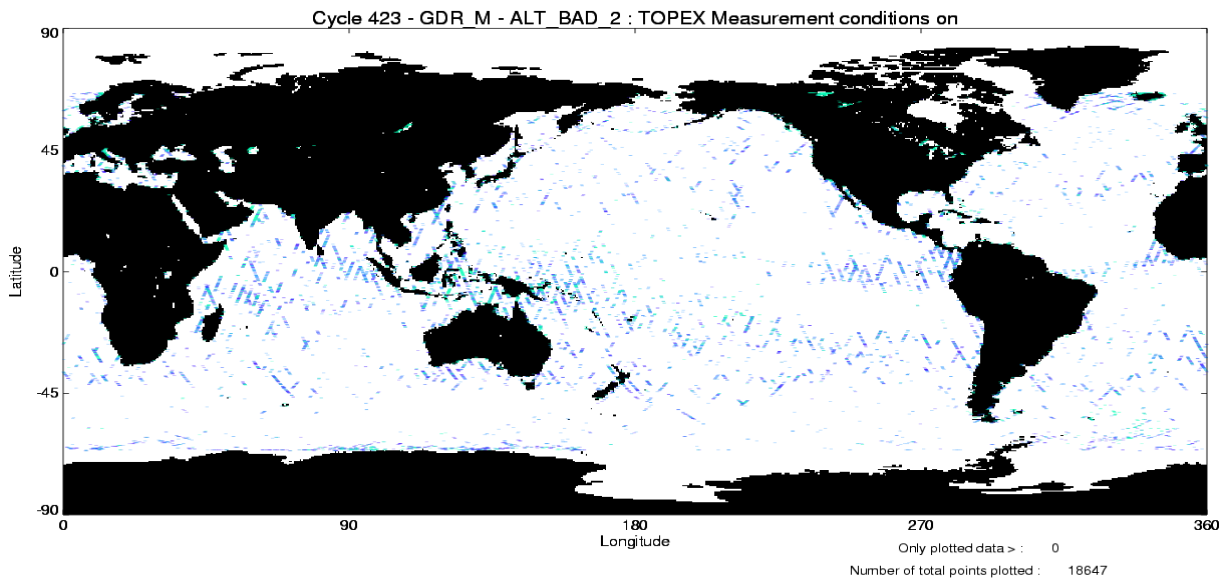 Cycle 423 - GDR_M - ALT_BAD_2 : TOPEX Measurement conditions on
90
45
0
-45
-90
Latitude
0 90 180 270 360
Longitude
Only plotted data > : 0
Number of total points plotted : 18647